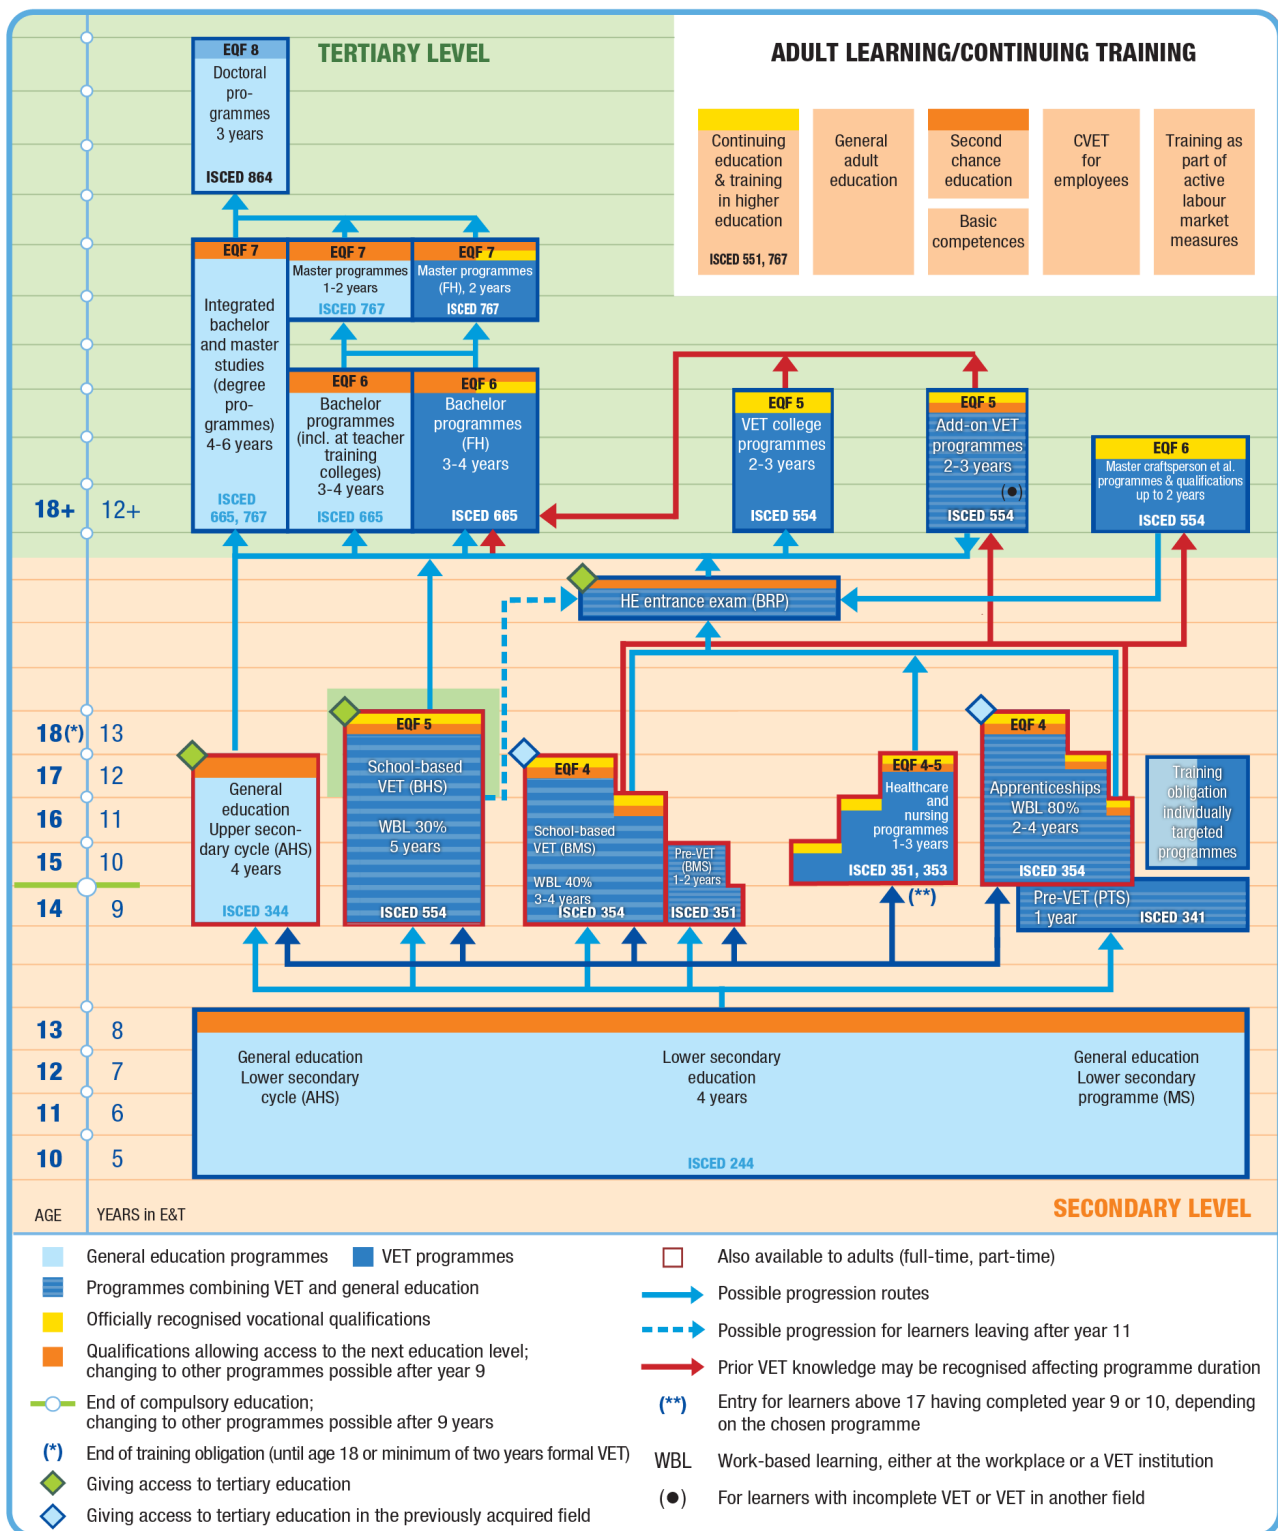 TERTIARY LEVEL
EQF 8
Doctoral
pro-
grammes
3 years
ISCED 864
ADULT LEARNING/CONTINUING TRAINING
Continuing
education
& training
in higher
education
ISCED 551, 767
General
adult
education
Second
chance
education
Basic
competences
CVET
for
employees
Training as
part of
active
labour
market
measures
EQF 7
Integrated
bachelor
and master
studies
(degree
pro-
grammes)
4-6 years
ISCED
665, 767
EQF 7
Master programmes
1-2 years
ISCED 767
EQF 7
Master programmes
(FH), 2 years
ISCED 767
EQF 6
Bachelor
programmes
(incl. at teacher
training
colleges)
3-4 years
ISCED 665
EQF 6
Bachelor
programmes
(FH)
3-4 years
ISCED 665
EQF 5
VET college
programmes
2-3 years
ISCED 554
EQF 5
Add-on VET
programmes
2-3 years
(●)
ISCED 554
EQF 6
Master craftsperson et al.
programmes & qualifications
up to 2 years
ISCED 554
18+ 12+
HE entrance exam (BRP)
18(*) 13
17 12
16 11
15 10
14 9
General
education
Upper secon-
dary cycle (AHS)
4 years
ISCED 344
EQF 5
School-based
VET (BHS)
WBL 30%
5 years
ISCED 554
EQF 4
School-based
VET (BMS)
WBL 40%
3-4 years
ISCED 354
Pre-VET
(BMS)
1-2 years
ISCED 351
EQF 4-5
Healthcare
and
nursing
programmes
1-3 years
ISCED 351, 353
(**)
EQF 4
Apprenticeships
WBL 80%
2-4 years
ISCED 354
Training
obligation
individually
targeted
programmes
Pre-VET (PTS)
1 year ISCED 341
13 8
12 7
11 6
10 5
General education
Lower secondary
cycle (AHS)
Lower secondary
education
4 years
ISCED 244
General education
Lower secondary
programme (MS)
AGE YEARS in E&T
SECONDARY LEVEL
General education programmes VET programmes
Programmes combining VET and general education
Officially recognised vocational qualifications
Qualifications allowing access to the next education level;
changing to other programmes possible after year 9
End of compulsory education;
changing to other programmes possible after 9 years
(*) End of training obligation (until age 18 or minimum of two years formal VET)
Giving access to tertiary education
Giving access to tertiary education in the previously acquired field
Also available to adults (full-time, part-time)
Possible progression routes
Possible progression for learners leaving after year 11
Prior VET knowledge may be recognised affecting programme duration
(**) Entry for learners above 17 having completed year 9 or 10, depending
on the chosen programme
WBL Work-based learning, either at the workplace or a VET institution
(●) For learners with incomplete VET or VET in another field